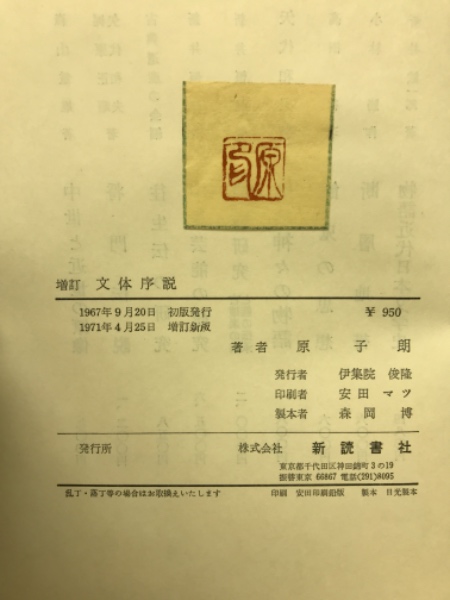 増訂 文体序説
1967年9月20日 初版発行 ¥950
1971年4月25日 増訂新版
著者 原子朗
発行者 伊集院 俊隆
印刷者 安田 マツ
製本者 森岡 博
発行所 株式会社 新読書社
東京都千代田区神田錦町3の19
振替東京 66867 電話(291)8095
乱丁・落丁等の場合はお取換えいたします 印刷 安田印刷鉛版 製本 日光製本